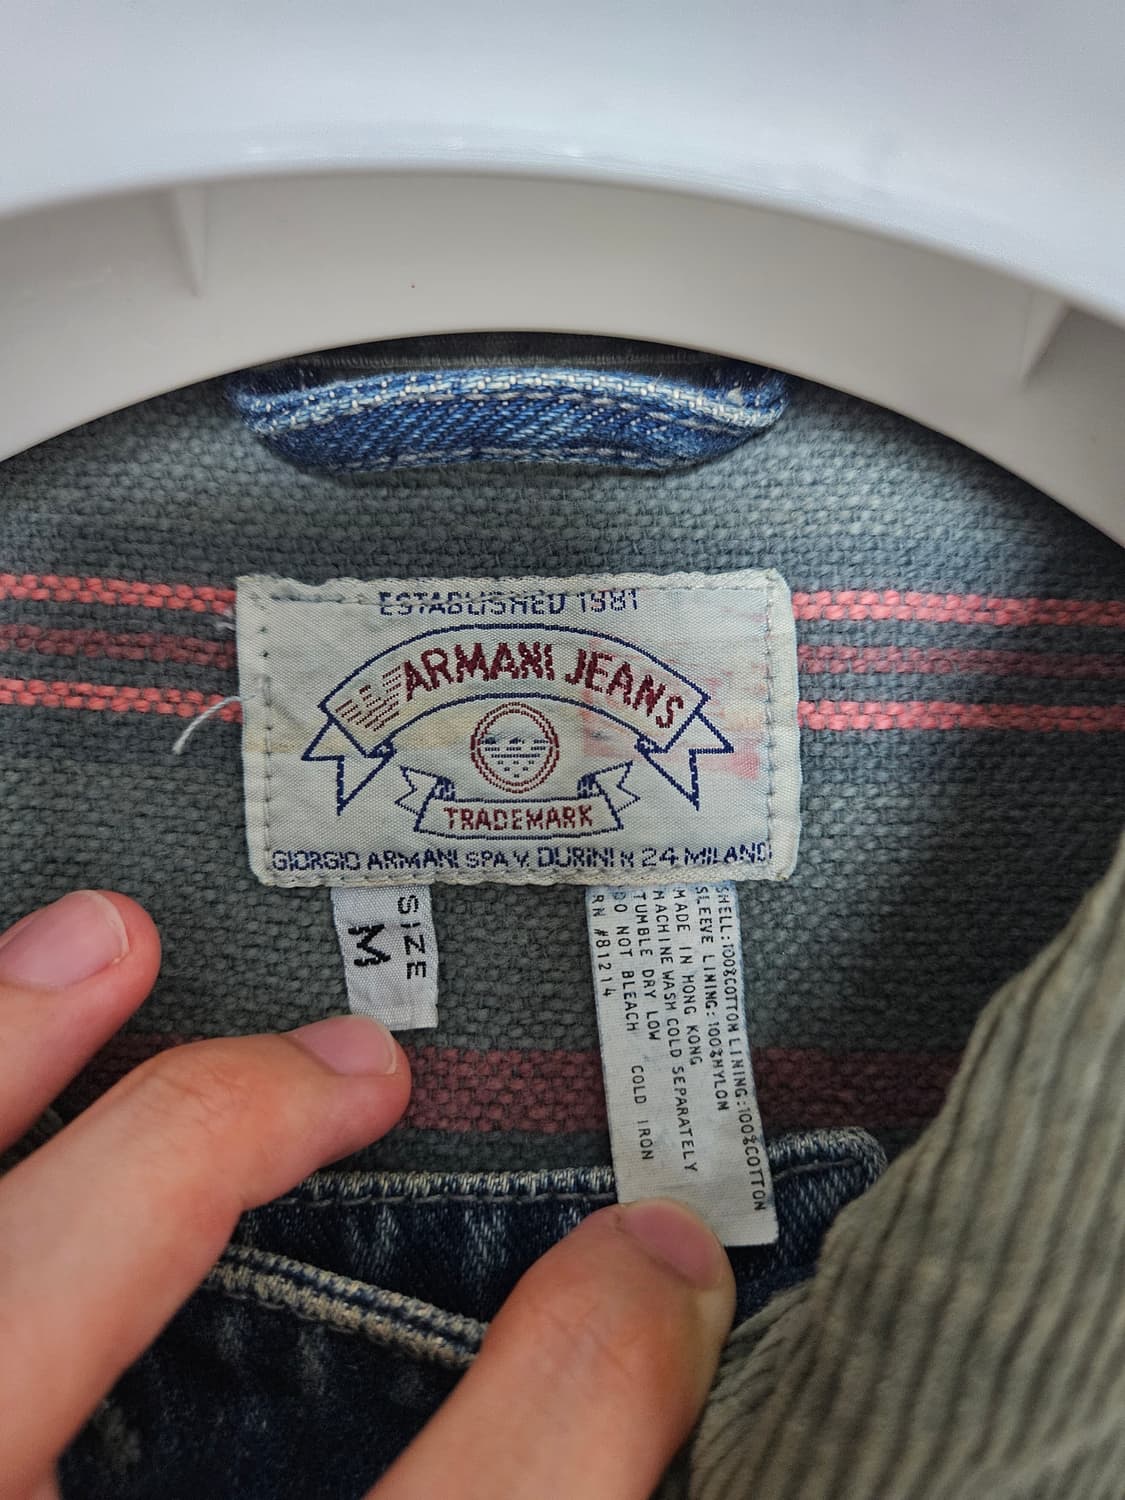 ESTABLISHED 1981
ARMANI JEANS
TRADEMARK
GIORGIO ARMANI SPA V. DURINI N 24 MILANO
SIZE
M
SHELL:100%COTTON LINING:100%COTTON
SLEEVE LINING:100%NYLON
MADE IN HONG KONG
MACHINE WASH COLD SEPARATELY
TUMBLE DRY LOW
DO NOT BLEACH COLD IRON
RN #81214